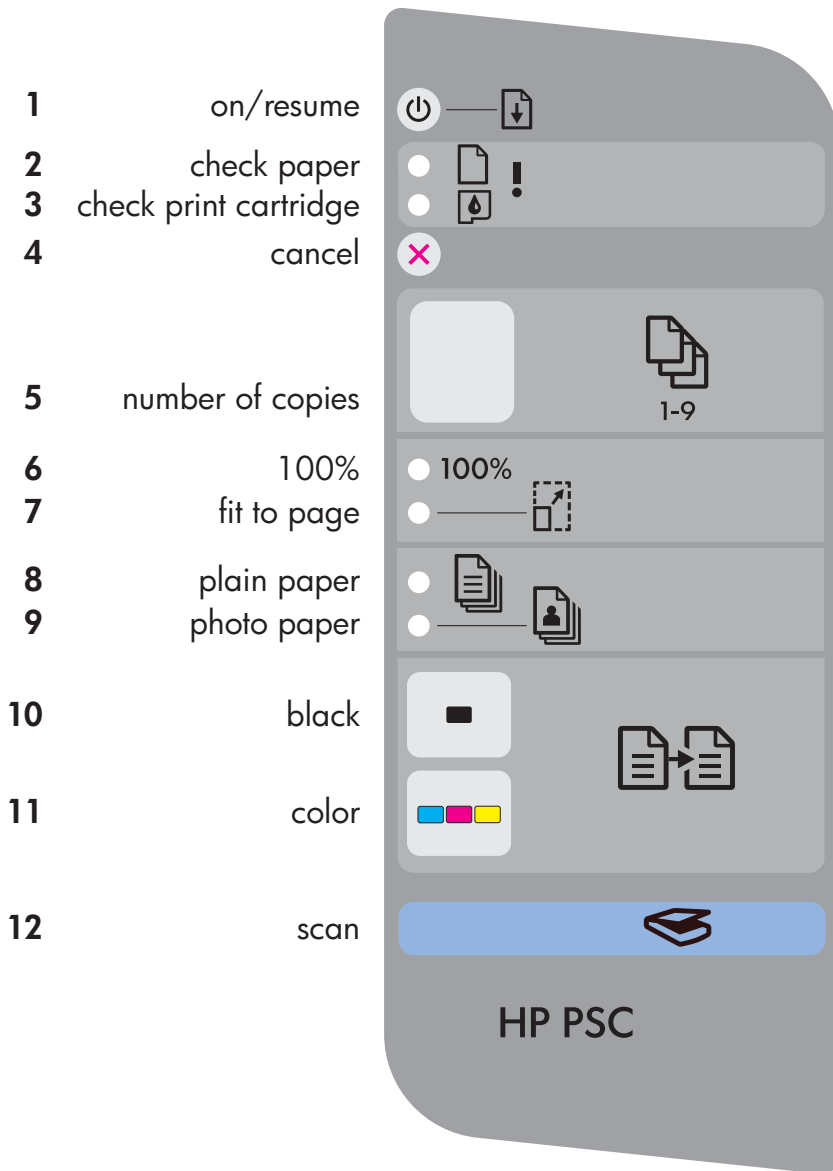 1 on/resume
2 check paper
3 check print cartridge
4 cancel
5 number of copies
1-9
6 100% 100%
7 fit to page
8 plain paper
9 photo paper
10 black
11 color
12 scan
HP PSC